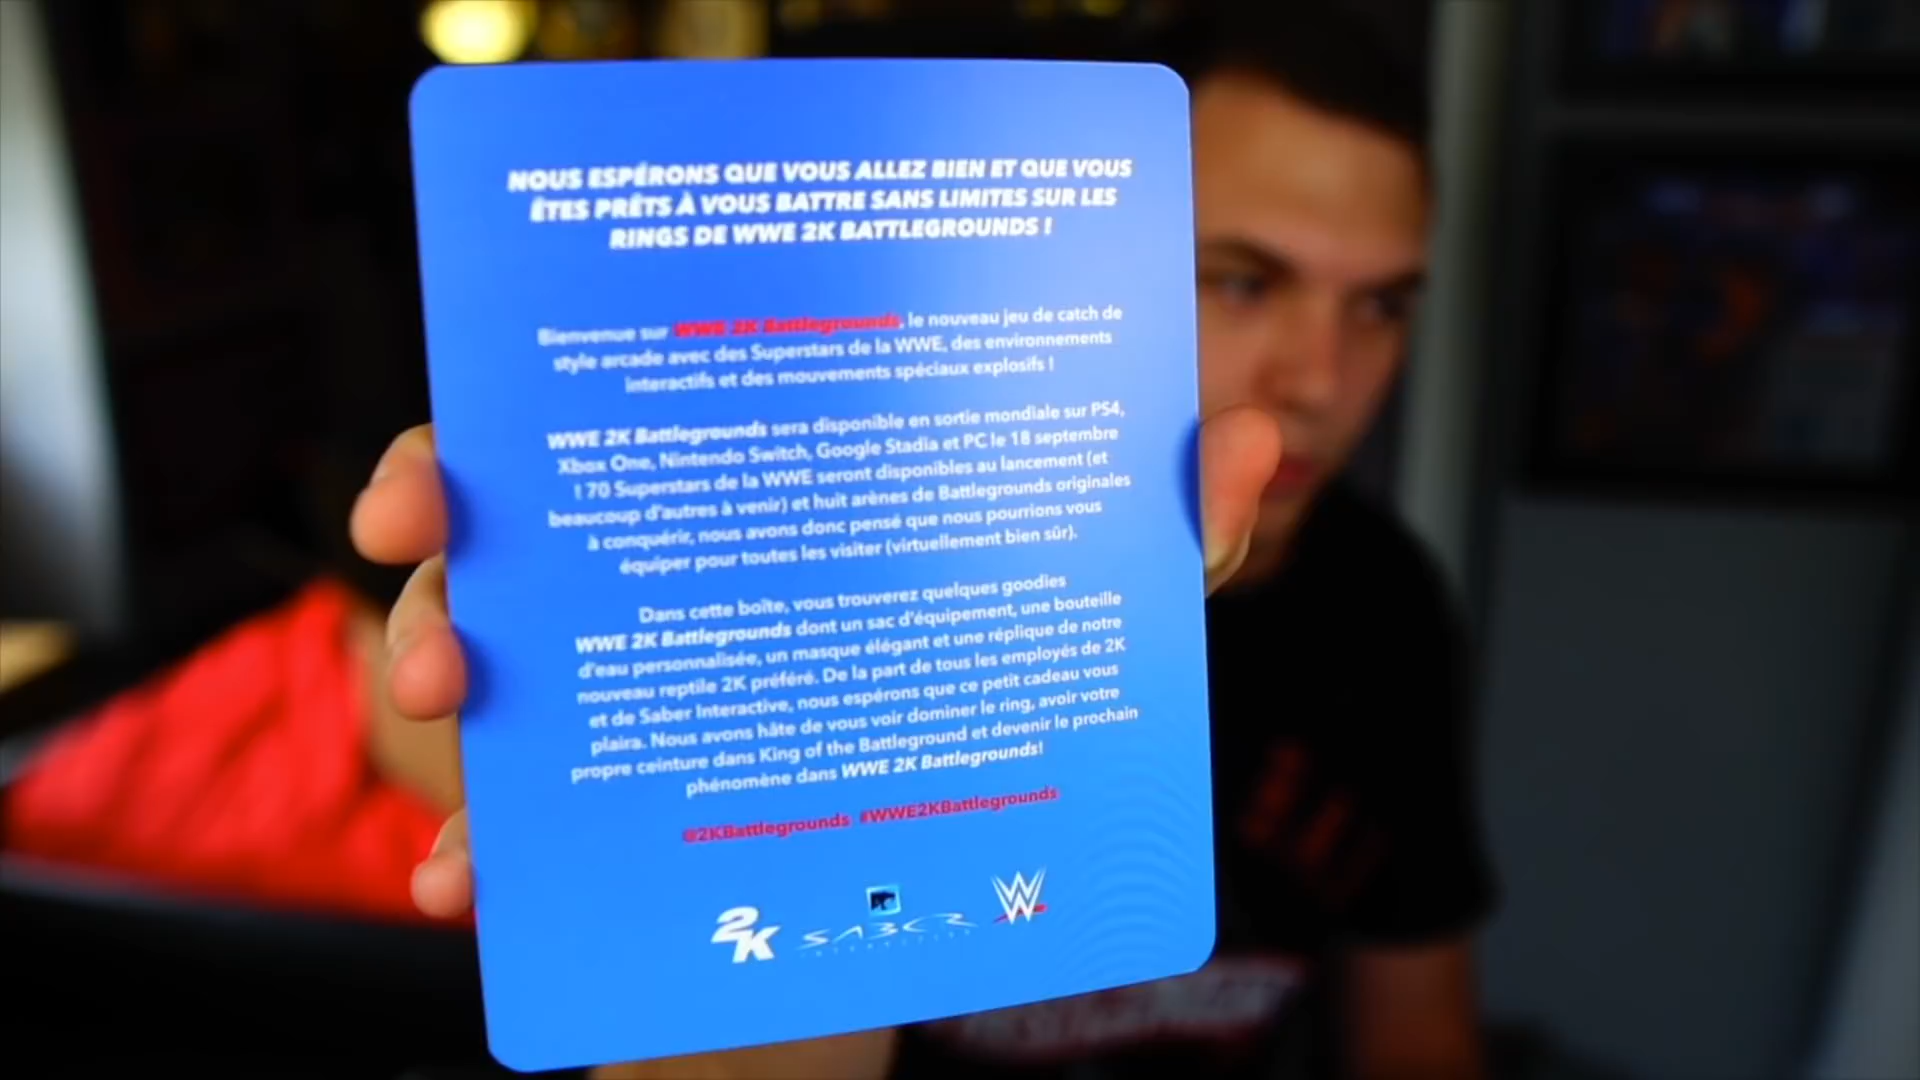 NOUS ESPÉRONS QUE VOUS ALLEZ BIEN ET QUE VOUS
ÊTES PRÊTS À VOUS BATTRE SANS LIMITES SUR LES
RINGS DE WWE 2K BATTLEGROUNDS !
Bienvenue sur WWE 2K Battlegrounds, le nouveau jeu de catch de
style arcade avec des Superstars de la WWE, des environnements
interactifs et des mouvements spéciaux explosifs !
WWE 2K Battlegrounds sera disponible en sortie mondiale sur PS4,
Xbox One, Nintendo Switch, Google Stadia et PC le 18 septembre
! 70 Superstars de la WWE seront disponibles au lancement (et
beaucoup d'autres à venir) et huit arènes de Battlegrounds originales
à conquérir, nous avons donc pensé que nous pourrions vous
équiper pour toutes les visiter (virtuellement bien sûr).
Dans cette boîte, vous trouverez quelques goodies
WWE 2K Battlegrounds dont un sac d'équipement, une bouteille
d'eau personnalisée, un masque élégant et une réplique de notre
nouveau reptile 2K préféré. De la part de tous les employés de 2K
et de Saber Interactive, nous espérons que ce petit cadeau vous
plaira. Nous avons hâte de vous voir dominer le ring, avoir votre
propre ceinture dans King of the Battleground et devenir le prochain
phénomène dans WWE 2K Battlegrounds!
@2KBattlegrounds #WWE2KBattlegrounds
2K SABER INTERACTIVE W